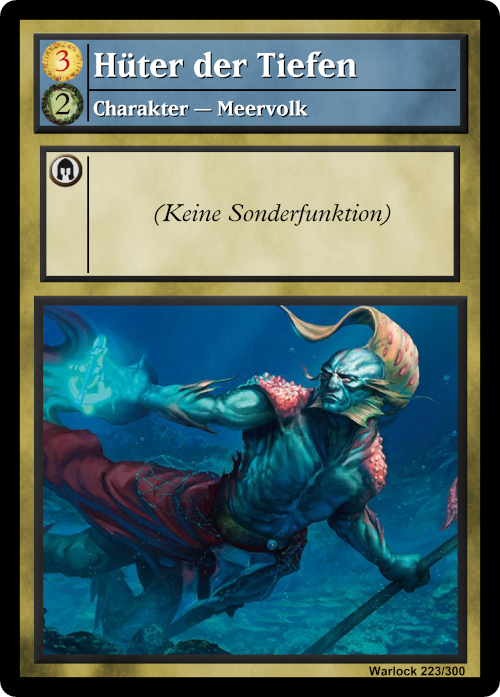 3
Hüter der Tiefen
2
Charakter — Meervolk
(Keine Sonderfunktion)
Warlock 223/300